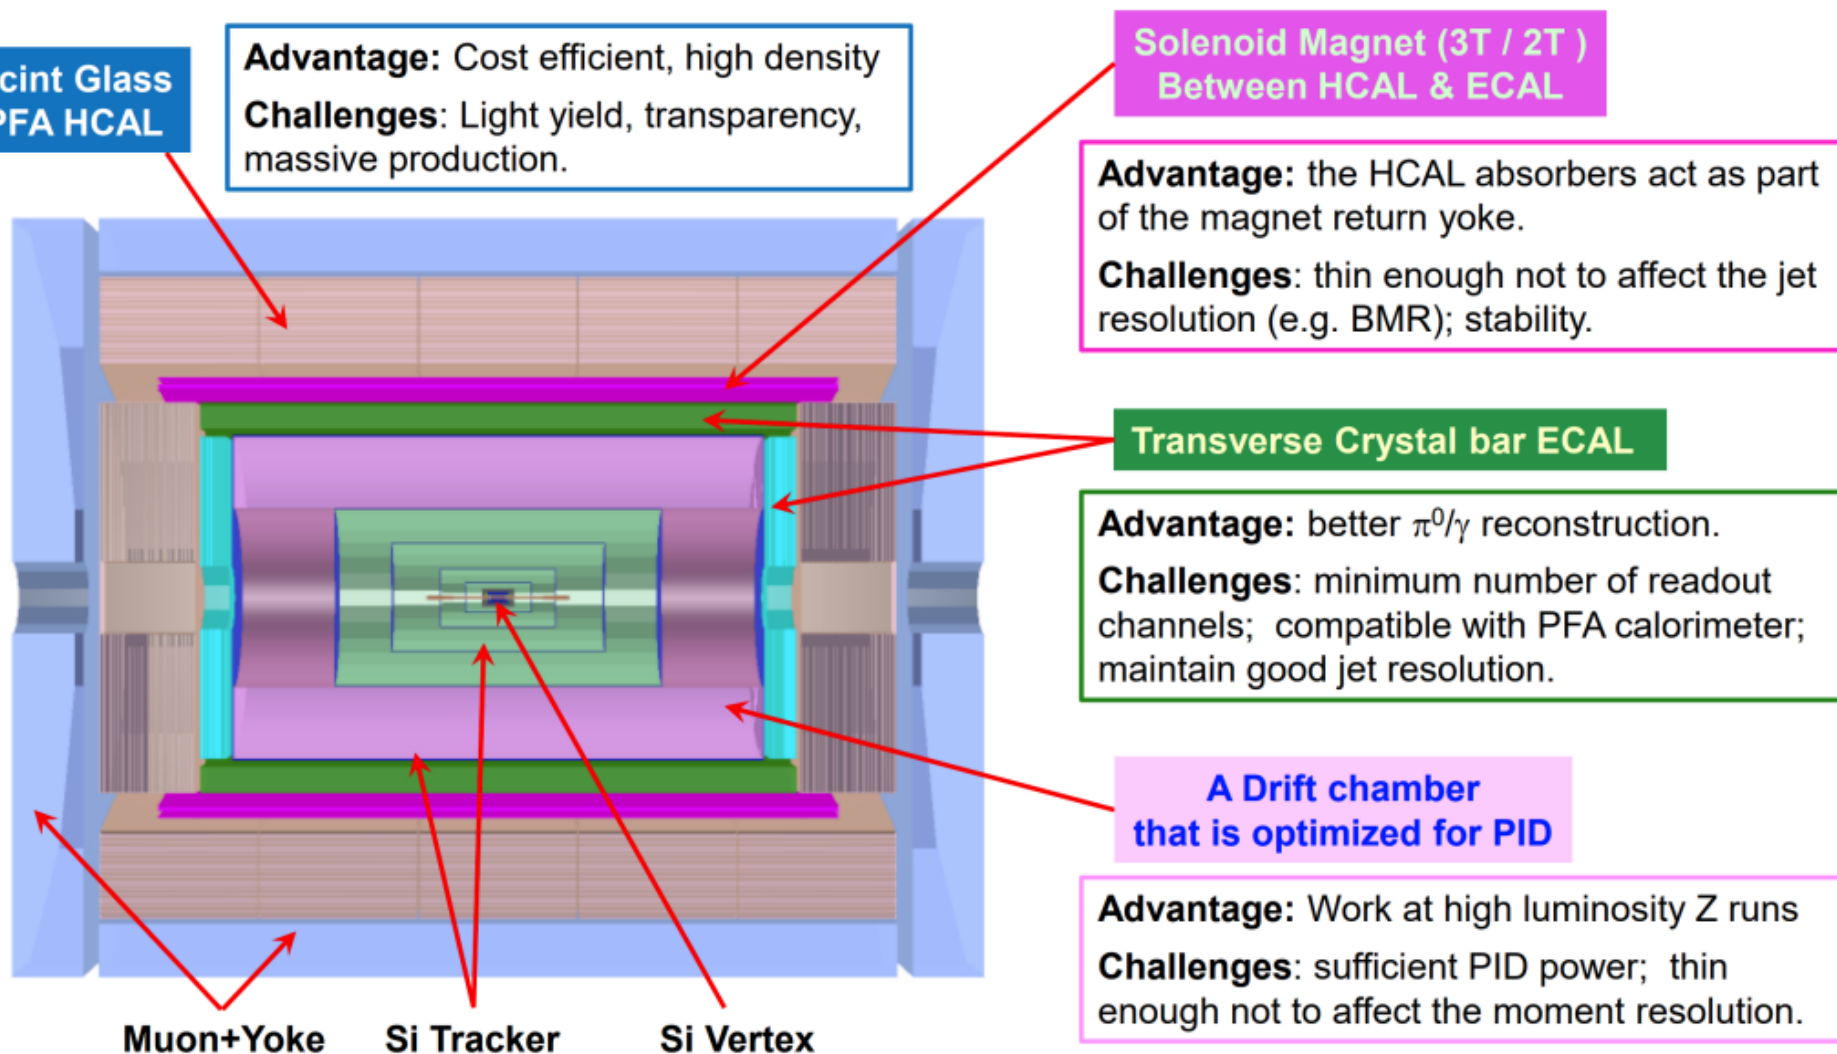 cint Glass
PFA HCAL
Advantage: Cost efficient, high density
Challenges: Light yield, transparency,
massive production.
Solenoid Magnet (3T / 2T )
Between HCAL & ECAL
Advantage: the HCAL absorbers act as part
of the magnet return yoke.
Challenges: thin enough not to affect the jet
resolution (e.g. BMR); stability.
Transverse Crystal bar ECAL
Advantage: better π⁰/γ reconstruction.
Challenges: minimum number of readout
channels; compatible with PFA calorimeter;
maintain good jet resolution.
A Drift chamber
that is optimized for PID
Advantage: Work at high luminosity Z runs
Challenges: sufficient PID power; thin
enough not to affect the moment resolution.
Muon+Yoke
Si Tracker
Si Vertex